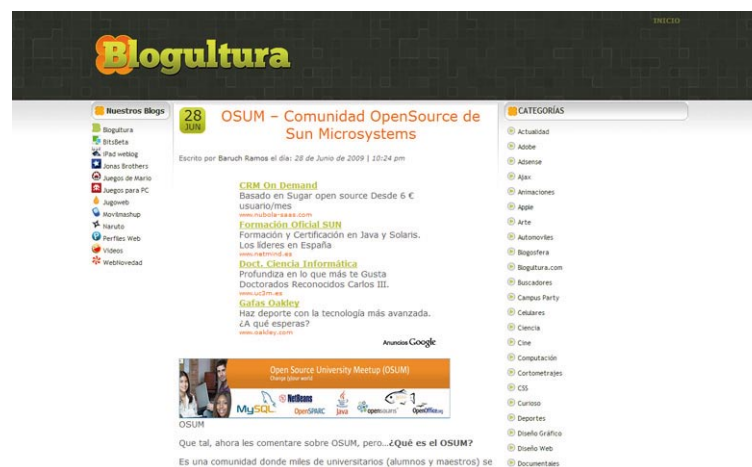 INICIO
Blogultura
Nuestros Blogs
Blogultura
BitsBeta
iPad weblog
Jonas Brothers
Juegos de Mario
Juegos para PC
Jugoweb
Movilmashup
Naruto
Perfiles Web
Videos
WebNovedad
28
JUN
OSUM – Comunidad OpenSource de
Sun Microsystems
Escrito por Baruch Ramos el día: 28 de Junio de 2009 | 10:24 pm
CRM On Demand
Basado en Sugar open source Desde 6 €
usuario/mes
www.nubola-saas.com
Formación Oficial SUN
Formación y Certificación en Java y Solaris.
Los líderes en España
www.netmind.es
Doct. Ciencia Informática
Profundiza en lo que más te Gusta
Doctorados Reconocidos Carlos III.
www.uc3m.es
Gafas Oakley
Haz deporte con la tecnología más avanzada.
¿A qué esperas?
www.oakley.com
Anuncios Google
Open Source University Meetup (OSUM)
Change (y)our world
MySQL
NetBeans
OpenSPARC
Java
opensolaris
OpenOffice.org
OSUM
Que tal, ahora les comentare sobre OSUM, pero...¿Qué es el OSUM?
Es una comunidad donde miles de universitarios (alumnos y maestros) se
CATEGORÍAS
Actualidad
Adobe
Adsense
Ajax
Animaciones
Apple
Arte
Automoviles
Blogosfera
Blogultura.com
Buscadores
Campus Party
Celulares
Ciencia
Cine
Computación
Cortometrajes
CSS
Curioso
Deportes
Diseño Gráfico
Diseño Web
Documentales